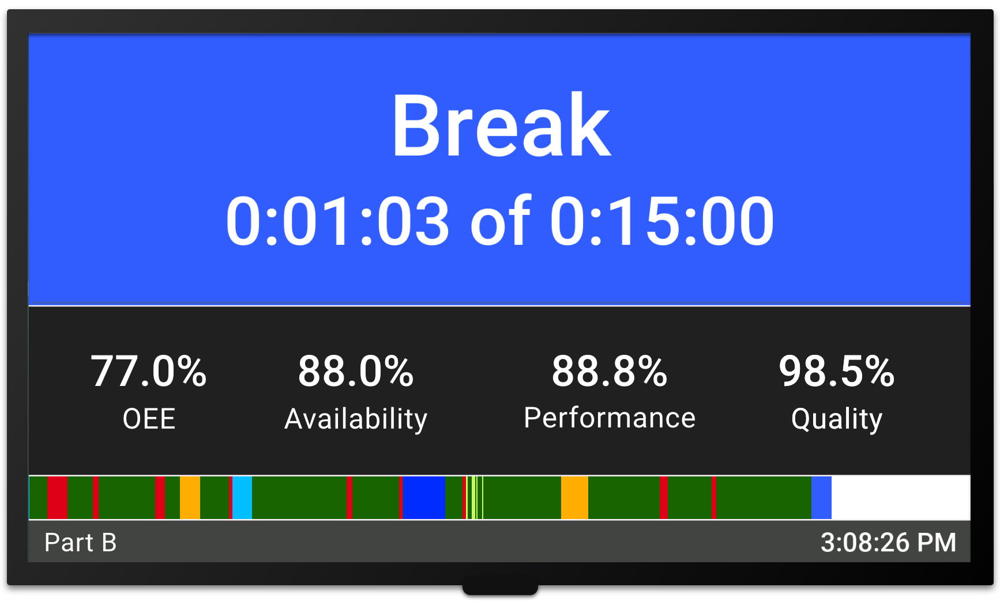 Break
0:01:03 of 0:15:00
77.0% 88.0% 88.8% 98.5%
OEE Availability Performance Quality
Part B 3:08:26 PM